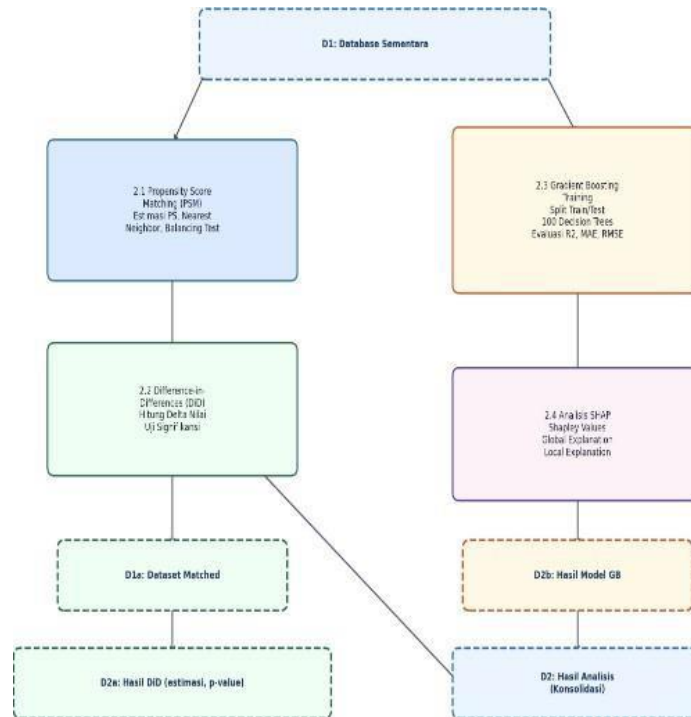 D1: Database Sementara
2.1 Propensity Score
Matching (PSM)
Estimasi PS, Nearest
Neighbor, Balancing Test
2.3 Gradient Boosting
Training
Split Train/Test
100 Decision Trees
Evaluasi R2, MAE, RMSE
2.2 Difference-in-
Differences (DiD)
Hitung Delta Nilai
Uji Signifikansi
2.4 Analisis SHAP
Shapley Values
Global Explanation
Local Explanation
D1a: Dataset Matched
D2b: Hasil Model GB
D2a: Hasil DiD (estimasi, p-value)
D2: Hasil Analisis
(Konsolidasi)